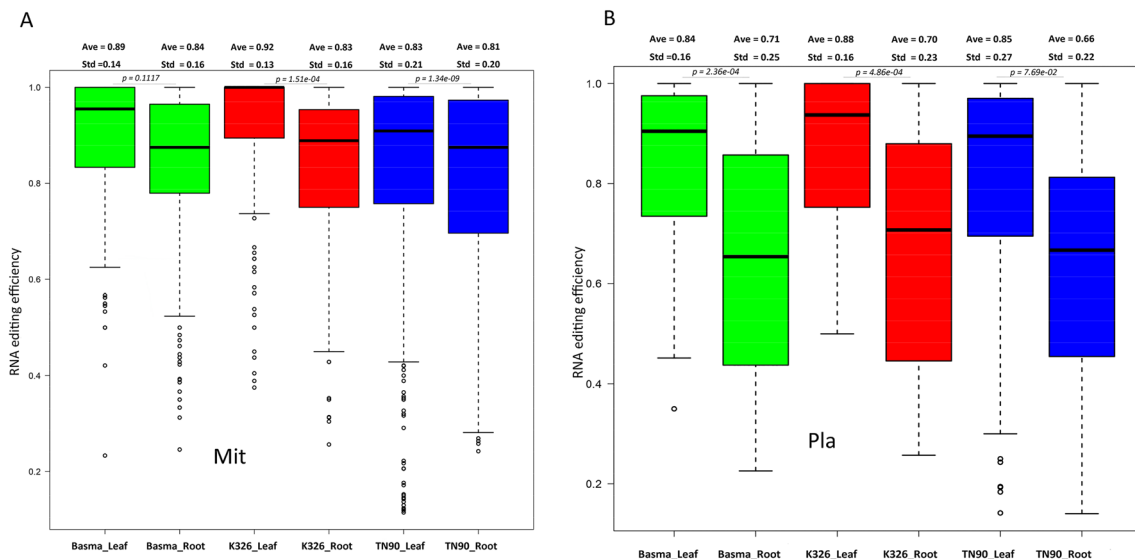 A
Ave = 0.89 Ave = 0.84 Ave = 0.92 Ave = 0.83 Ave = 0.83 Ave = 0.81
Std =0.14 Std = 0.16 Std = 0.13 Std = 0.16 Std = 0.21 Std = 0.20
p = 0.1117 p = 1.51e-04 p = 1.34e-09
1.0
0.8
0.6
0.4
0.2
RNA editing efficiency
Mit
Basma_Leaf Basma_Root K326_Leaf K326_Root TN90_Leaf TN90_Root
B
Ave = 0.84 Ave = 0.71 Ave = 0.88 Ave = 0.70 Ave = 0.85 Ave = 0.66
Std =0.16 Std = 0.25 Std = 0.16 Std = 0.23 Std = 0.27 Std = 0.22
p = 2.36e-04 p = 4.86e-04 p = 7.69e-02
1.0
0.8
0.6
0.4
0.2
RNA editing efficiency
Pla
Basma_Leaf Basma_Root K326_Leaf K326_Root TN90_Leaf TN90_Root